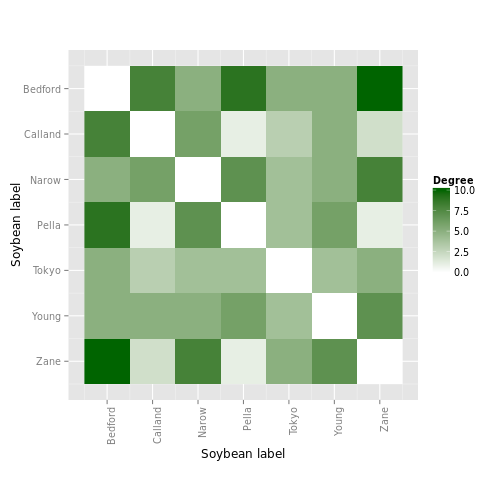 Bedford
Calland
Narow
Pella
Tokyo
Young
Zane
Soybean label
Bedford
Calland
Narow
Pella
Tokyo
Young
Zane
Soybean label
Degree
10.0
7.5
5.0
2.5
0.0